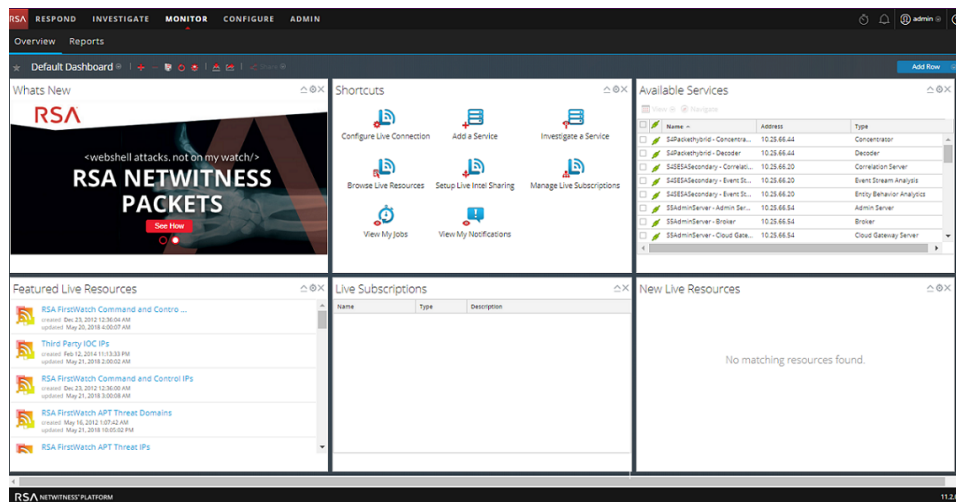 RSA RESPOND INVESTIGATE MONITOR CONFIGURE ADMIN admin
Overview Reports
Default Dashboard Share Add Row
Whats New
RSA
<webshell attacks. not on my watch/>
RSA NETWITNESS
PACKETS
See How
Shortcuts
Configure Live Connection Add a Service Investigate a Service
Browse Live Resources Setup Live Intel Sharing Manage Live Subscriptions
View My Jobs View My Notifications
Available Services
View Navigate
Name Address Type
S4Packethybrid - Concentra... 10.25.66.44 Concentrator
S4Packethybrid - Decoder 10.25.66.44 Decoder
S4SESASecondary - Correlati... 10.25.66.20 Correlation Server
S4SESASecondary - Event St... 10.25.66.20 Event Stream Analysis
S4SESASecondary - Event St... 10.25.66.20 Entity Behavior Analytics
S5AdminServer - Admin Ser... 10.25.66.54 Admin Server
S5AdminServer - Broker 10.25.66.54 Broker
S5AdminServer - Cloud Gate... 10.25.66.54 Cloud Gateway Server
Featured Live Resources
RSA FirstWatch Command and Contro ...
created Dec 23, 2012 12:36:04 AM
updated May 20, 2018 4:00:07 AM
Third Party IOC IPs
created Feb 12, 2014 11:13:33 PM
updated May 21, 2018 2:00:02 AM
RSA FirstWatch Command and Control IPs
created Dec 23, 2012 12:36:00 AM
updated May 21, 2018 3:00:08 AM
RSA FirstWatch APT Threat Domains
created May 16, 2012 1:07:42 AM
updated May 21, 2018 10:05:02 PM
RSA FirstWatch APT Threat IPs
Live Subscriptions
Name Type Description
New Live Resources
No matching resources found.
RSA NETWITNESS® PLATFORM 11.2.